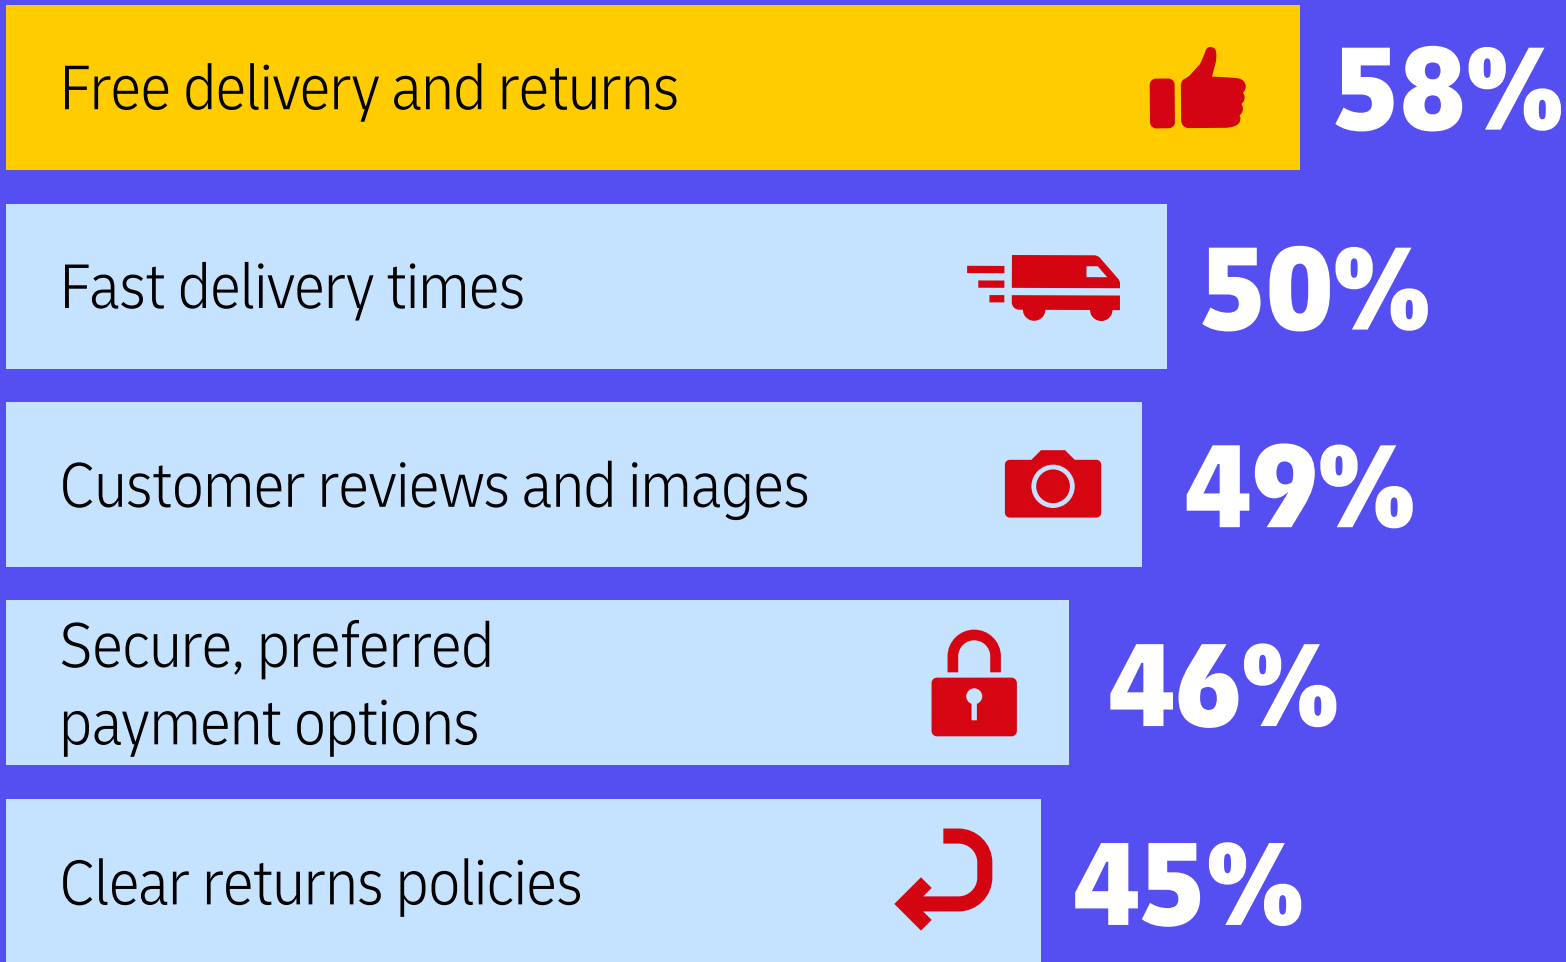 Free delivery and returns 58%
Fast delivery times 50%
Customer reviews and images 49%
Secure, preferred
payment options 46%
Clear returns policies 45%